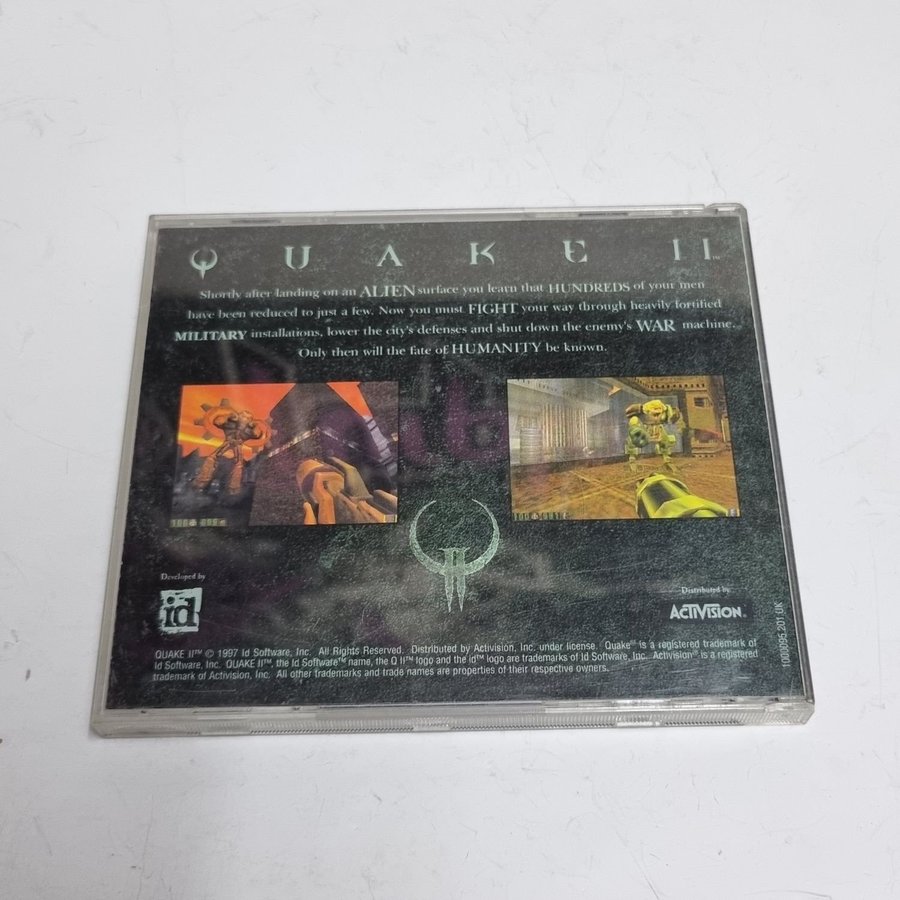 QUAKE II™
Shortly after landing on an ALIEN surface you learn that HUNDREDS of your men
have been reduced to just a few. Now you must FIGHT your way through heavily fortified
MILITARY installations, lower the city's defenses and shut down the enemy's WAR machine.
Only then will the fate of HUMANITY be known.
Developed by
id
Distributed by
ACTIVISION
QUAKE II™ © 1997 Id Software, Inc. All Rights Reserved. Distributed by Activision, Inc. under license. Quake® is a registered trademark of
Id Software, Inc. QUAKE II™, the Id Software™ name, the Q II™ logo and the id™ logo are trademarks of Id Software, Inc. Activision® is a registered
trademark of Activision, Inc. All other trademarks and trade names are properties of their respective owners.
1008995.201.UK